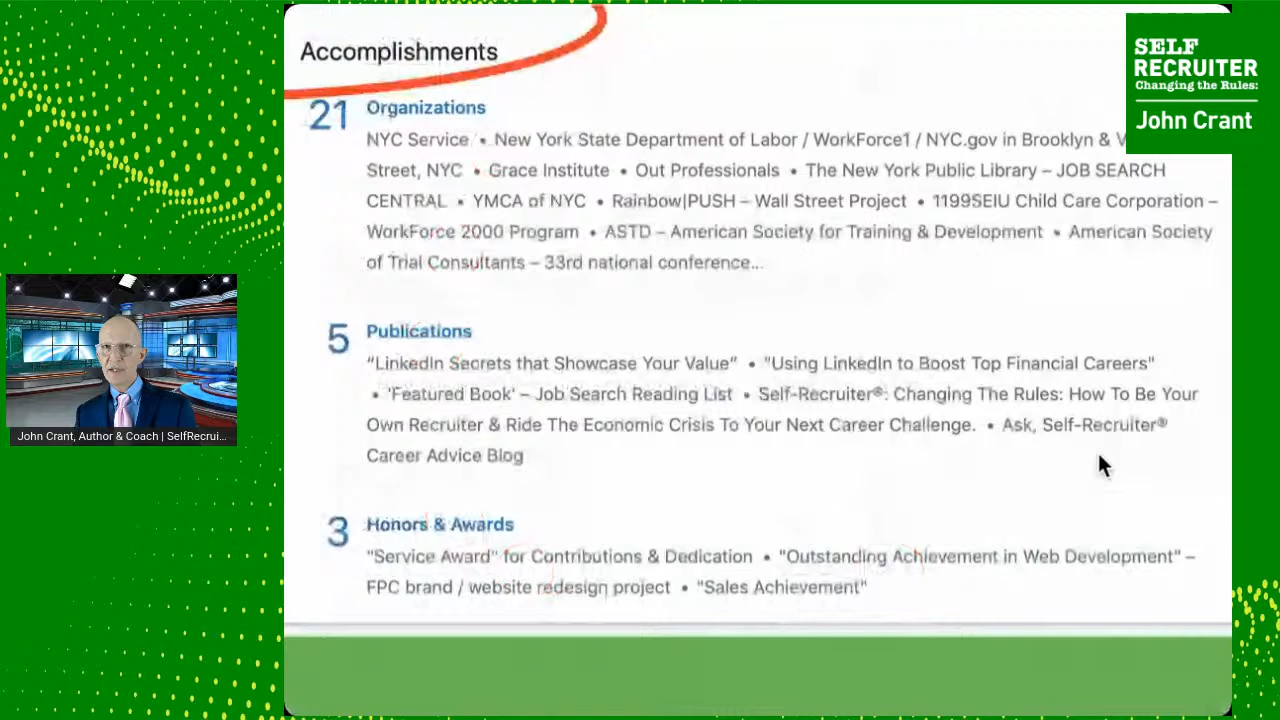 Accomplishments
21 Organizations
NYC Service • New York State Department of Labor / WorkForce1 / NYC.gov in Brooklyn &
Street, NYC • Grace Institute • Out Professionals • The New York Public Library – JOB SEARCH
CENTRAL • YMCA of NYC • Rainbow|PUSH – Wall Street Project • 1199SEIU Child Care Corporation –
WorkForce 2000 Program • ASTD – American Society for Training & Development • American Society
of Trial Consultants – 33rd national conference...
5 Publications
"LinkedIn Secrets that Showcase Your Value" • "Using LinkedIn to Boost Top Financial Careers"
• 'Featured Book' – Job Search Reading List • Self-Recruiter®: Changing The Rules: How To Be Your
Own Recruiter & Ride The Economic Crisis To Your Next Career Challenge. • Ask, Self-Recruiter®
Career Advice Blog
3 Honors & Awards
"Service Award" for Contributions & Dedication • "Outstanding Achievement in Web Development" –
FPC brand / website redesign project • "Sales Achievement"
SELF
RECRUITER
Changing the Rules:
John Crant
John Crant, Author & Coach | SelfRecrui...